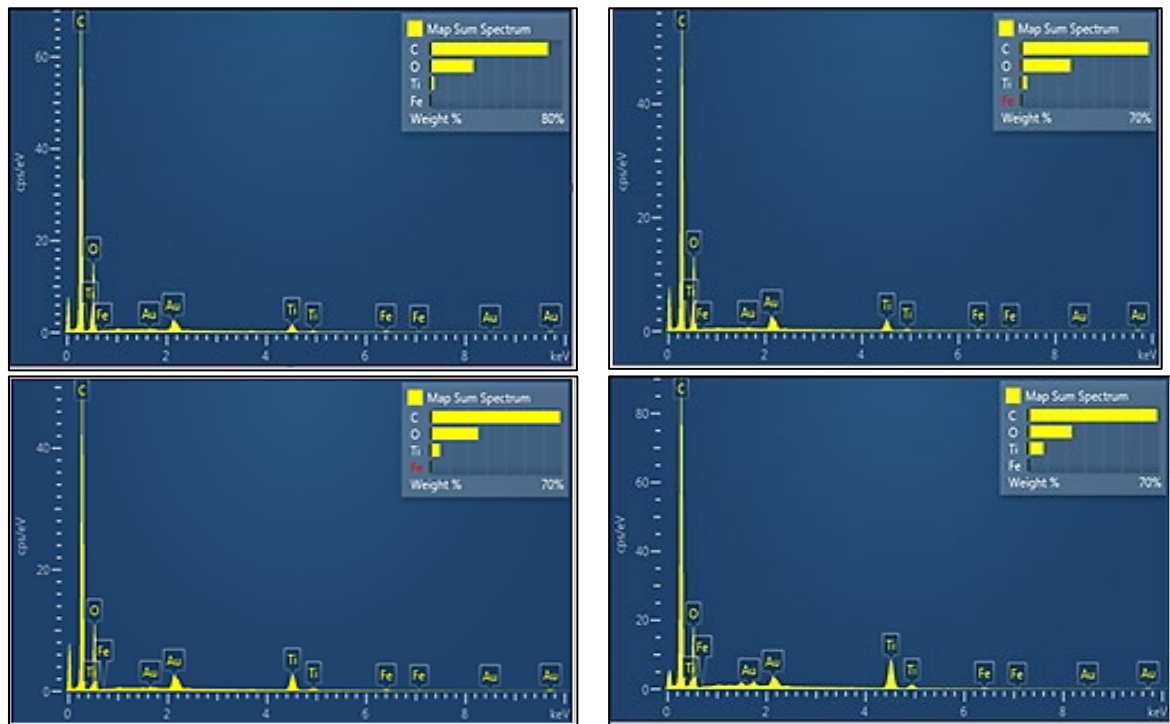 Map Sum Spectrum
C
O
Ti
Fe
Weight % 80%
cps/eV
60
40
20
0
C
O
Ti
Fe
Au
Au
Ti
Ti
Fe
Fe
Au
Au
0 2 4 6 8 keV
Map Sum Spectrum
C
O
Ti
Fe
Weight % 70%
cps/eV
40
20
0
C
O
Ti
Fe
Au
Au
Ti
Ti
Fe
Fe
Au
Au
0 2 4 6 8 keV
Map Sum Spectrum
C
O
Ti
Fe
Weight % 70%
cps/eV
40
20
0
C
O
Ti
Fe
Au
Au
Ti
Ti
Fe
Fe
Au
Au
0 2 4 6 8 keV
Map Sum Spectrum
C
O
Ti
Fe
Weight % 70%
cps/eV
80
60
40
20
0
C
O
Ti
Fe
Au
Au
Ti
Ti
Fe
Fe
Au
Au
0 2 4 6 8 keV